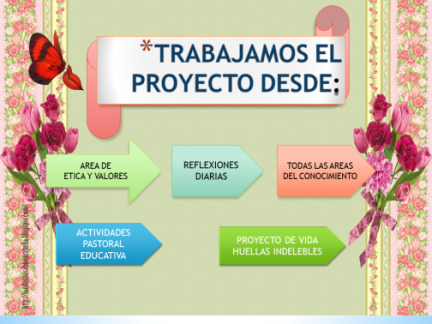 *TRABAJAMOS EL
PROYECTO DESDE:
AREA DE
ETICA Y VALORES
REFLEXIONES
DIARIAS
TODAS LAS AREAS
DEL CONOCIMIENTO
ACTIVIDADES
PASTORAL
EDUCATIVA
PROYECTO DE VIDA
HUELLAS INDELEBLES